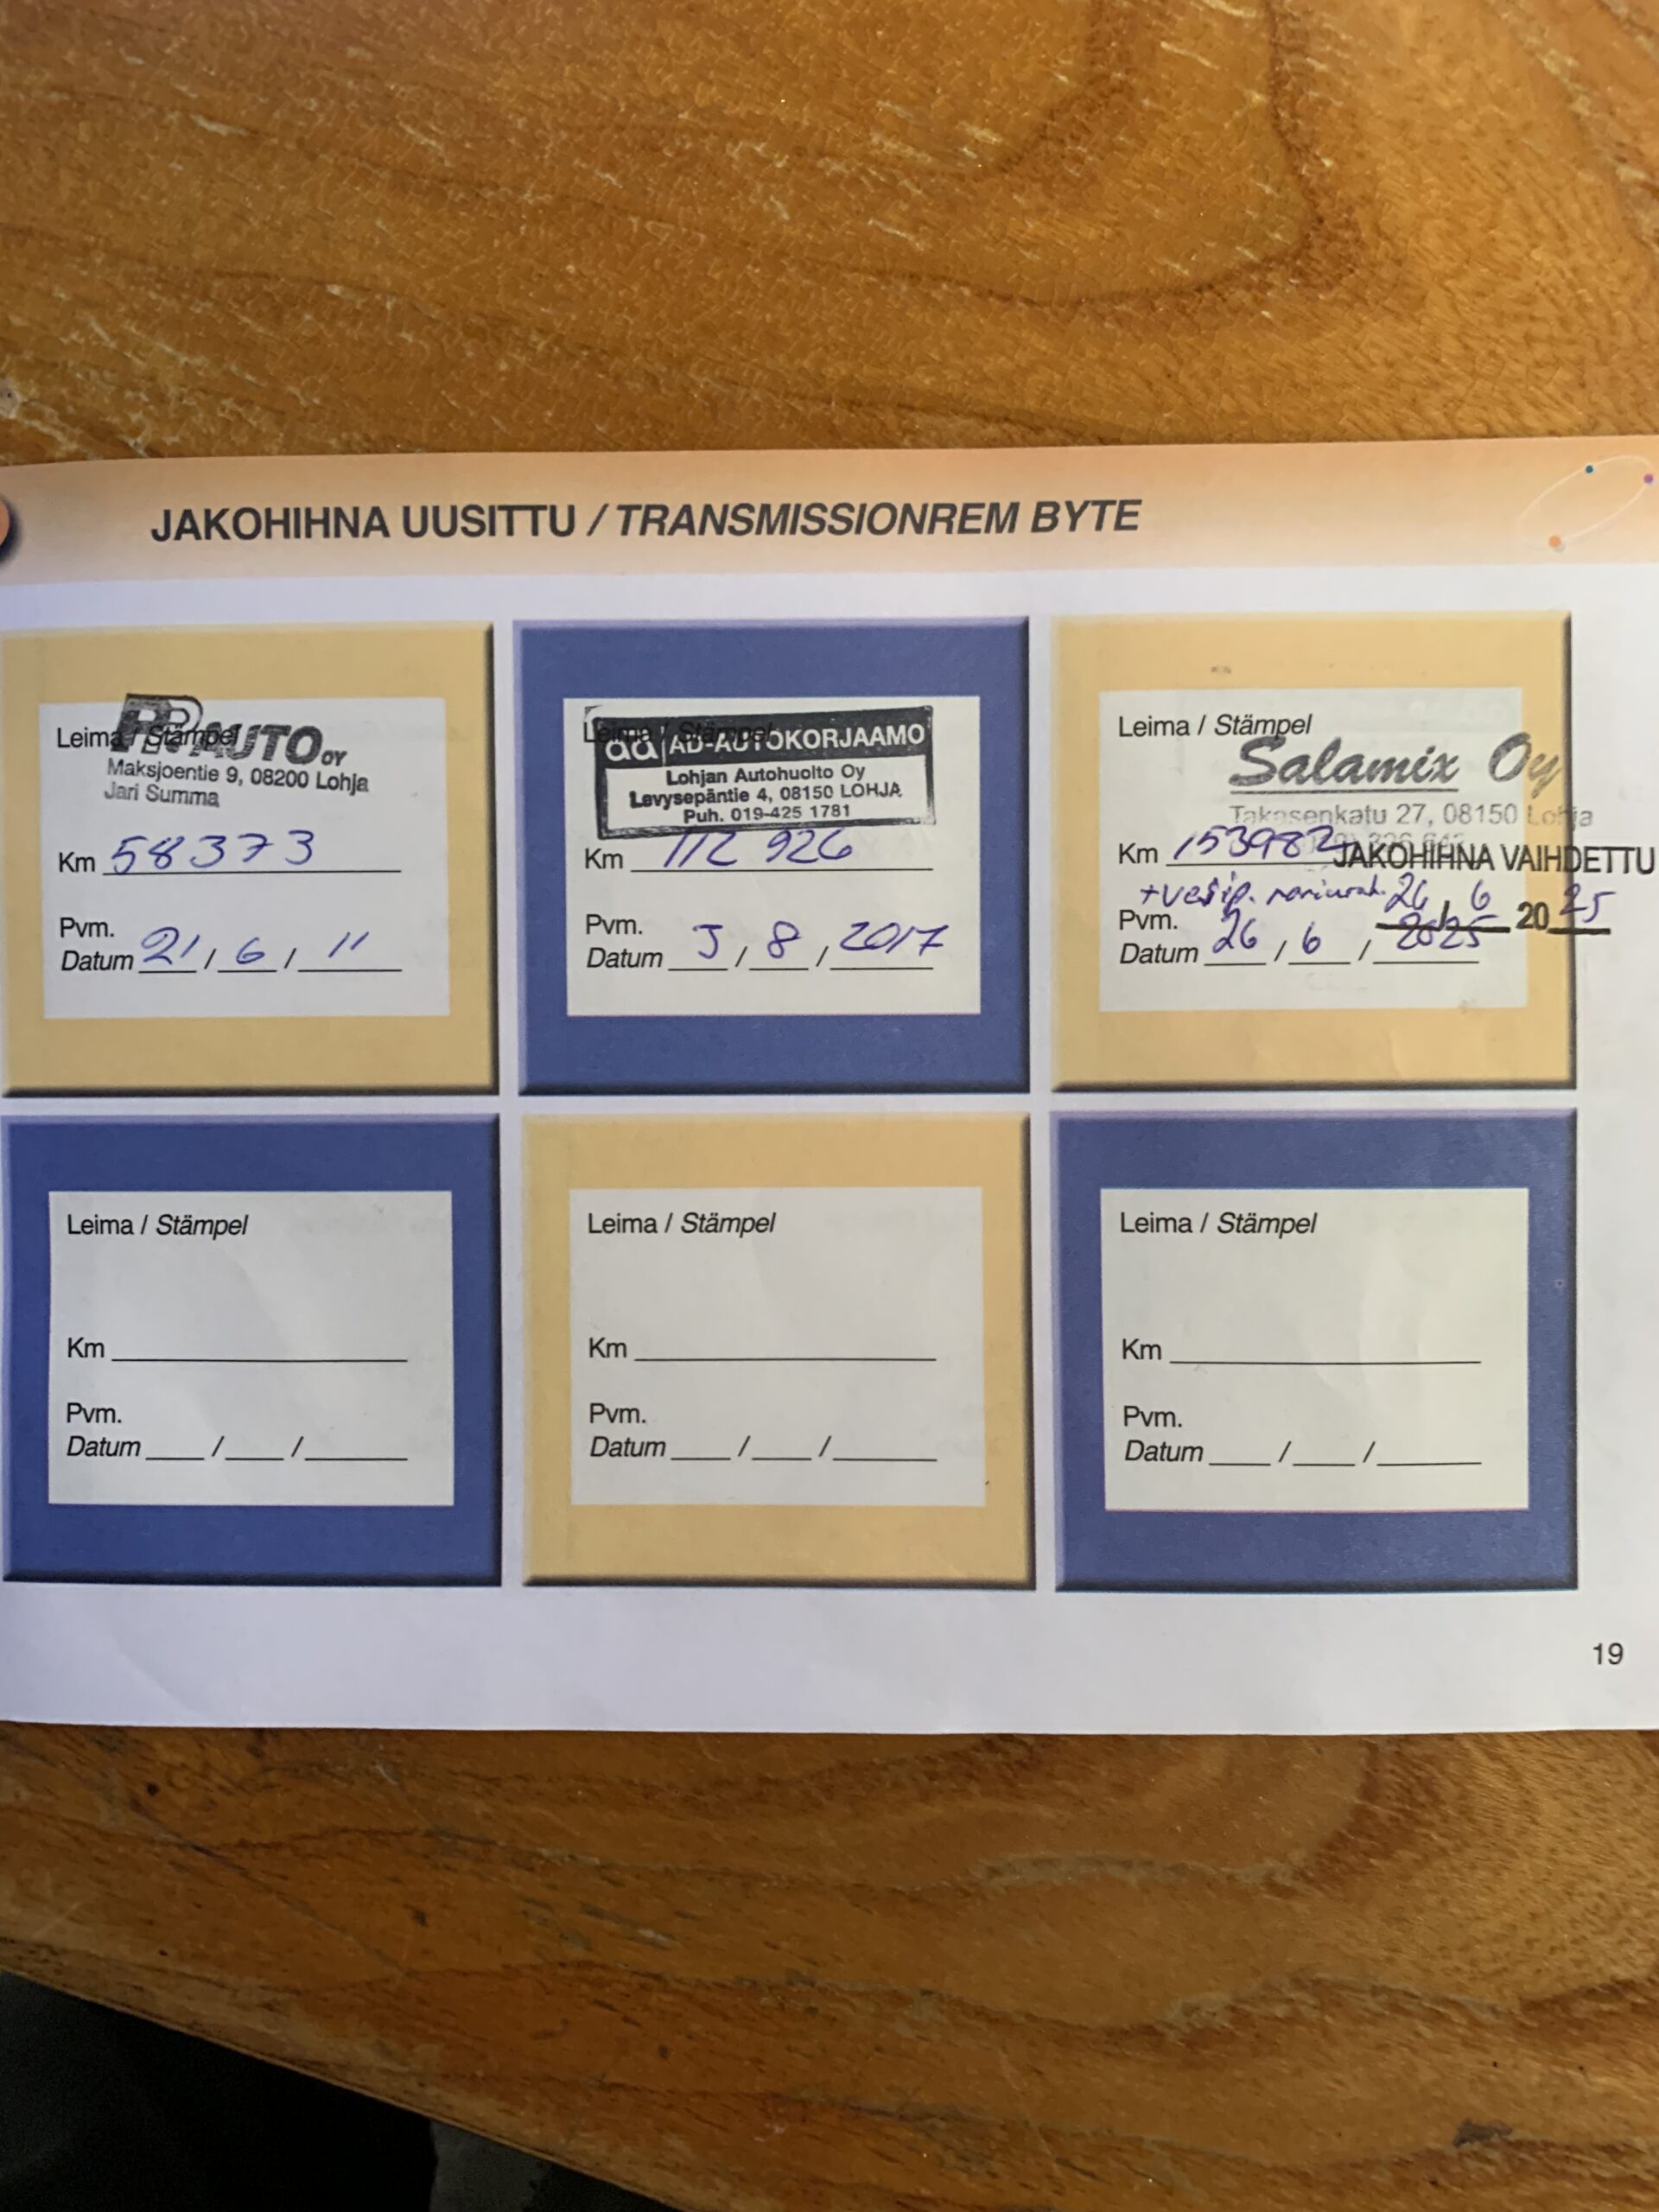 JAKOHIHNA UUSITTU / TRANSMISSIONREM BYTE
Leima / Stämpel
AUTO OY
Maksjoentie 9, 08200 Lohja
Jari Summa
Km 58373
Pvm.
Datum 21 / 6 / 11
Leima / Stämpel
ad AD-AUTOKORJAAMO
Lohjan Autohuolto Oy
Levysepäntie 4, 08150 LOHJA
Puh. 019-425 1781
Km 112 926
Pvm.
Datum 3 / 8 / 2017
Leima / Stämpel
Salamix Oy
Takasenkatu 27, 08150 Lohja
Km 153982
JAKOHIHNA VAIHDETTU
+vesip.
26 / 6 2025
Pvm.
Datum 26 / 6 / 2025
Leima / Stämpel
Km
Pvm.
Datum / /
Leima / Stämpel
Km
Pvm.
Datum / /
Leima / Stämpel
Km
Pvm.
Datum / /
19